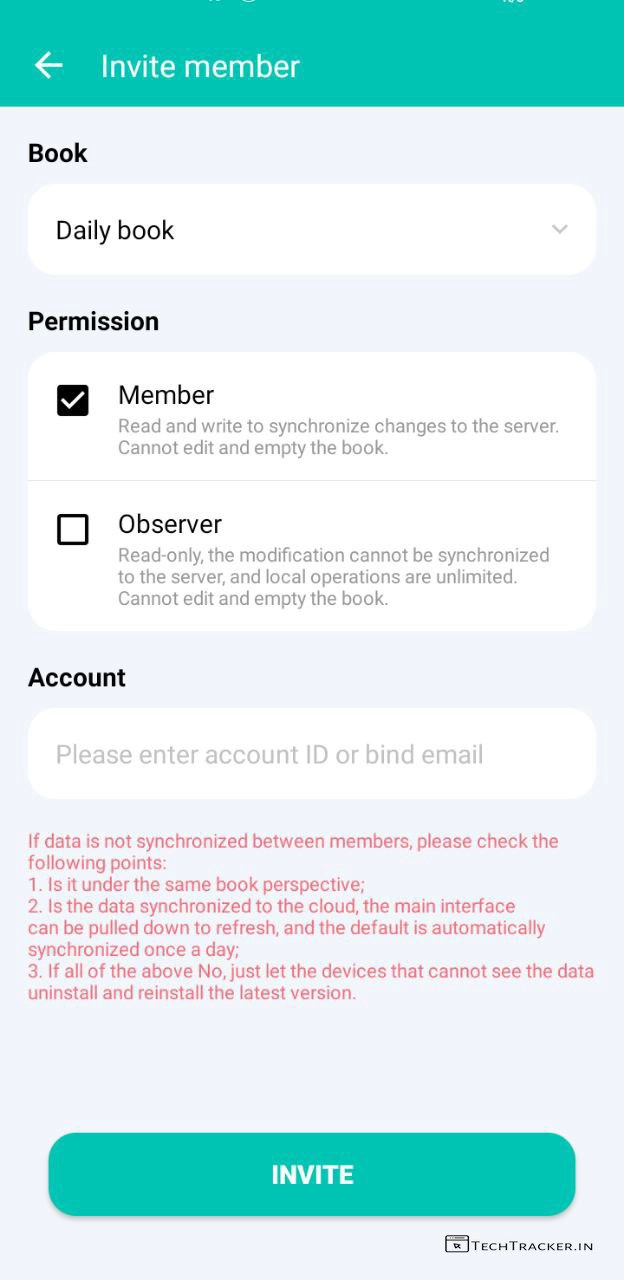 Invite member
Book
Daily book
Permission
Member
Read and write to synchronize changes to the server.
Cannot edit and empty the book.
Observer
Read-only, the modification cannot be synchronized
to the server, and local operations are unlimited.
Cannot edit and empty the book.
Account
Please enter account ID or bind email
If data is not synchronized between members, please check the
following points:
1. Is it under the same book perspective;
2. Is the data synchronized to the cloud, the main interface
can be pulled down to refresh, and the default is automatically
synchronized once a day;
3. If all of the above No, just let the devices that cannot see the data
uninstall and reinstall the latest version.
INVITE
TECHTRACKER.IN